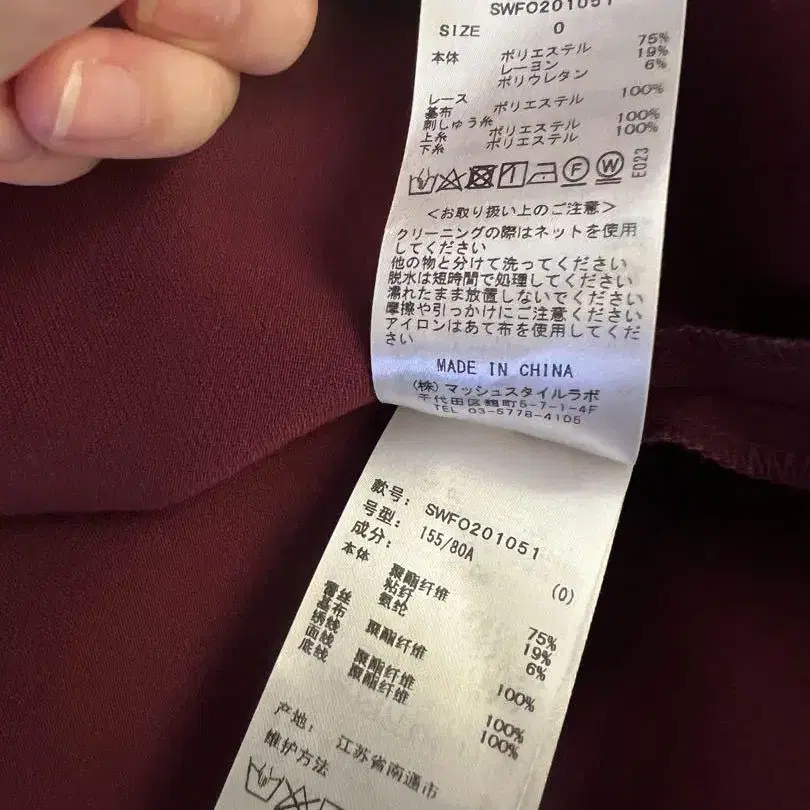 SWFO201051
SIZE 0
本体 ポリエステル 75%
レーヨン 19%
ポリウレタン 6%
レース
基布 ポリエステル 100%
刺しゅう糸
上糸 ポリエステル 100%
下糸 ポリエステル 100%
F W E023
<お取り扱い上のご注意>
クリーニングの際はネットを使用
してください
他の物と分けて洗ってください
脱水は短時間で処理してください
濡れたまま放置しないでください
摩擦や引っかけにご注意ください
アイロンはあて布を使用してくだ
さい
MADE IN CHINA
(株)マッシュスタイルラボ
千代田区麹町5-7-1-4F
TEL 03-5778-4105
款号: SWFO201051
号型: 155/80A (0)
成分:
本体 聚酯纤维 75%
粘纤 19%
氨纶 6%
蕾丝
基布 聚酯纤维 100%
绣线
面线 聚酯纤维 100%
底线 聚酯纤维 100%
产地: 江苏省南通市
维护方法